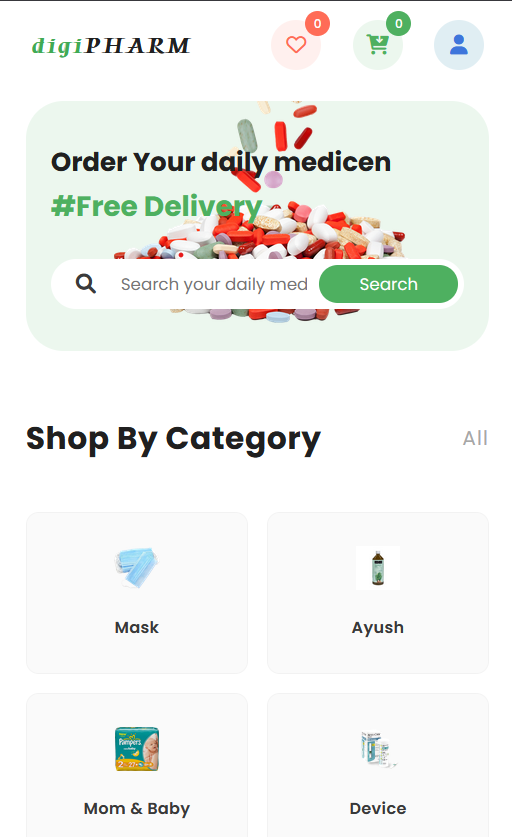 digiPHARM
0
0
Order Your daily medicen
#Free Delivery
Search your daily med
Search
Shop By Category
All
Mask
Ayush
Pampers
Mom & Baby
Device